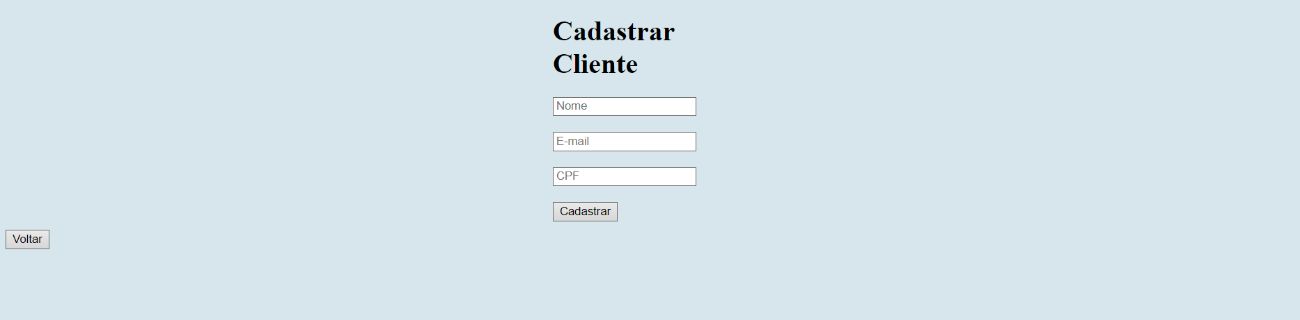 Cadastrar
Cliente
Nome
E-mail
CPF
Cadastrar
Voltar